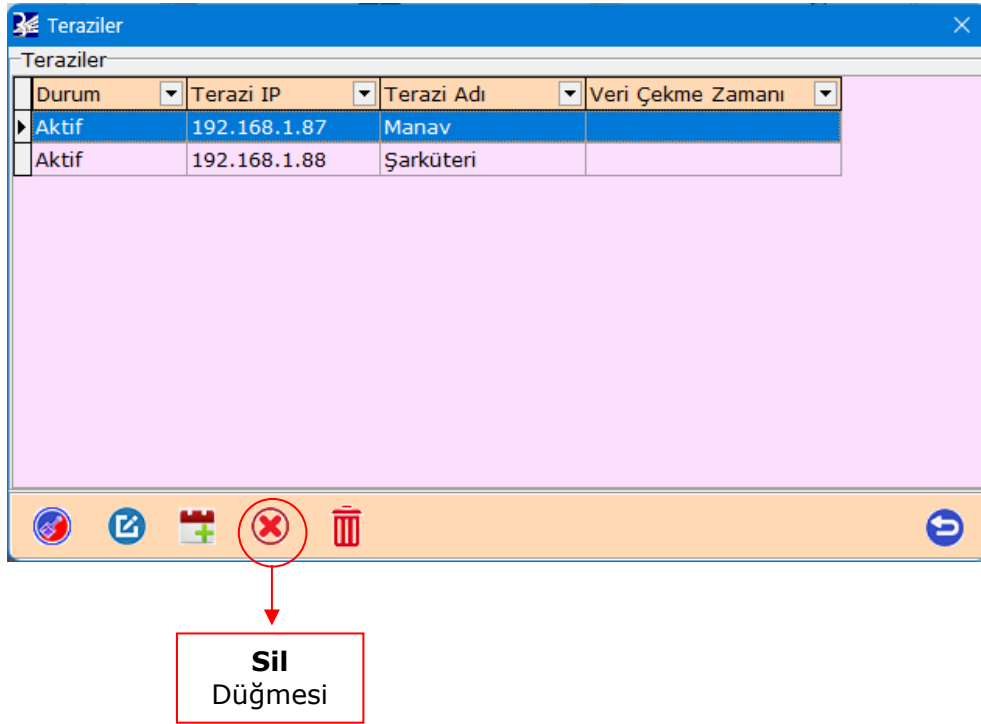 Teraziler
Teraziler
Durum Terazi IP Terazi Adı Veri Çekme Zamanı
Aktif 192.168.1.87 Manav
Aktif 192.168.1.88 Şarküteri
Sil
Düğmesi